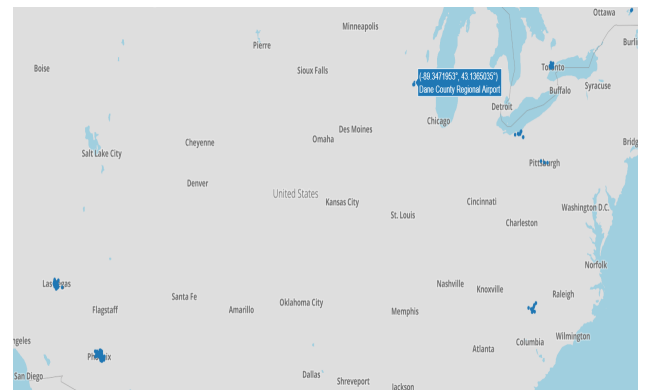 Ottawa
Minneapolis
Burli
Pierre
Boise
Sioux Falls
Toronto
(-89.3471953°, 43.1365035°)
Dane County Regional Airport
Buffalo
Syracuse
Detroit
Chicago
Des Moines
Omaha
Cheyenne
Bridg
Salt Lake City
Pittsburgh
Denver
United States
Kansas City
Cincinnati
Washington D.C.
St. Louis
Charleston
Norfolk
Las Vegas
Nashville
Knoxville
Raleigh
Santa Fe
Oklahoma City
Flagstaff
Amarillo
Memphis
Wilmington
ngeles
Columbia
Atlanta
Phoenix
San Diego
Dallas
Shreveport
Jackson